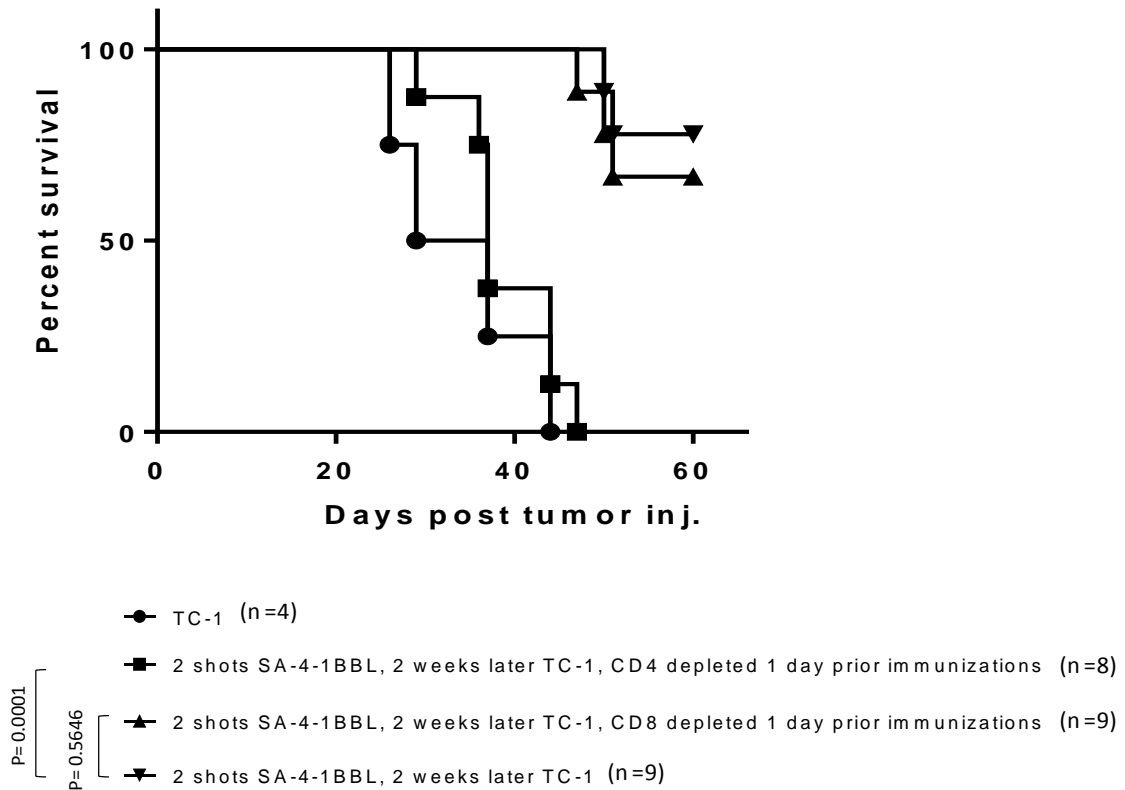 Percent survival
100
50
0
0 20 40 60
Days post tumor inj.
TC-1 (n=4)
2 shots SA-4-1BBL, 2 weeks later TC-1, CD4 depleted 1 day prior immunizations (n=8)
2 shots SA-4-1BBL, 2 weeks later TC-1, CD8 depleted 1 day prior immunizations (n=9)
2 shots SA-4-1BBL, 2 weeks later TC-1 (n=9)
P= 0.0001
P= 0.5646